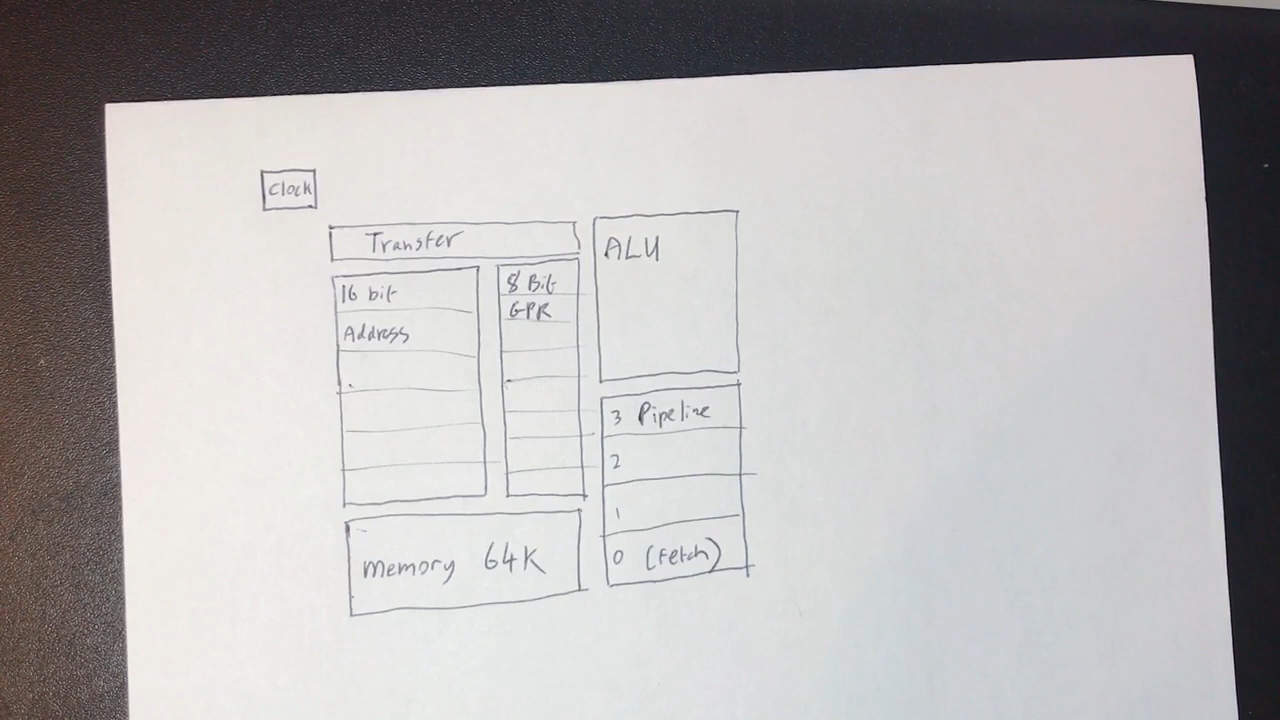 Clock
Transfer
16 bit
Address
8 Bit
GPR
ALU
3 Pipeline
2
1
0 (Fetch)
memory 64K